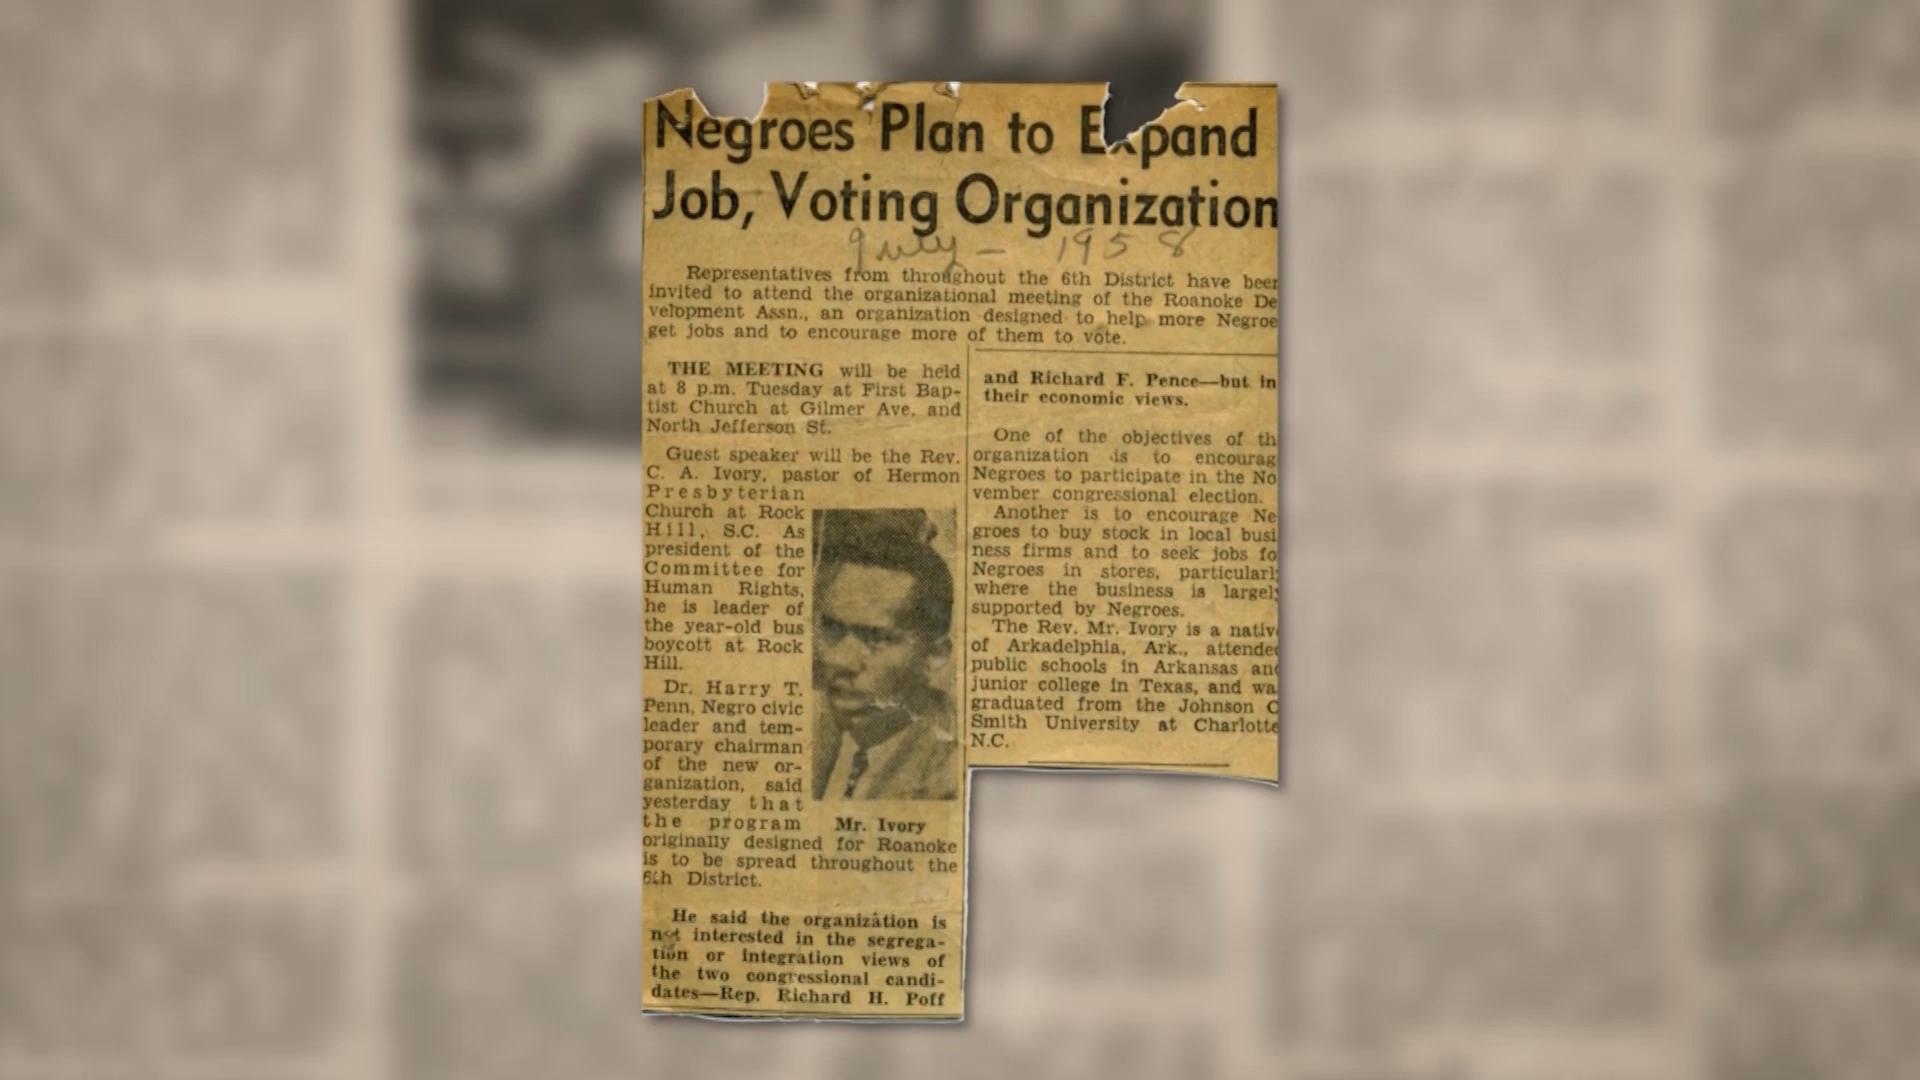 Negroes Plan to Expand
Job, Voting Organization
July - 1958
Representatives from throughout the 6th District have been
invited to attend the organizational meeting of the Roanoke De
velopment Assn., an organization designed to help more Negroe
get jobs and to encourage more of them to vote.
THE MEETING will be held
at 8 p.m. Tuesday at First Bap-
tist Church at Gilmer Ave. and
North Jefferson St.
Guest speaker will be the Rev.
C. A. Ivory, pastor of Hermon
Presbyterian
Church at Rock
Hill, S.C. As
president of the
Committee for
Human Rights,
he is leader of
the year-old bus
boycott at Rock
Hill.
Dr. Harry T.
Penn, Negro civic
leader and tem-
porary chairman
of the new or-
ganization, said
yesterday that
the program
Mr. Ivory
originally designed for Roanoke
is to be spread throughout the
6th District.
He said the organization is
not interested in the segrega-
tion or integration views of
the two congressional candi-
dates—Rep. Richard H. Poff
and Richard F. Pence—but in
their economic views.
One of the objectives of th
organization is to encourag
Negroes to participate in the No
vember congressional election.
Another is to encourage Ne
groes to buy stock in local busi
ness firms and to seek jobs fo
Negroes in stores, particularl
where the business is largel
supported by Negroes.
The Rev. Mr. Ivory is a nativ
of Arkadelphia, Ark., attended
public schools in Arkansas and
junior college in Texas, and wa
graduated from the Johnson C
Smith University at Charlotte
N.C.